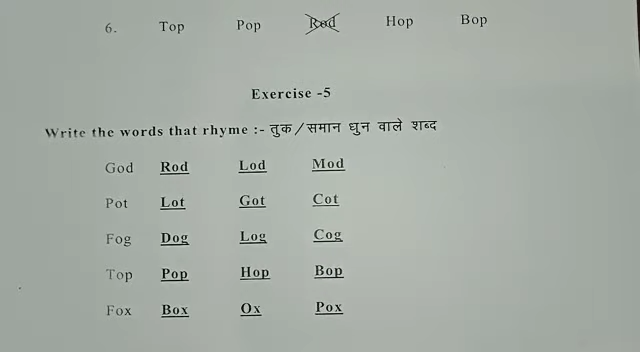 6. Top Pop Rod Hop Bop
Exercise -5
Write the words that rhyme :- तुक/समान धुन वाले शब्द
God Rod Lod Mod
Pot Lot Got Cot
Fog Dog Log Cog
Top Pop Hop Bop
Fox Box Ox Pox